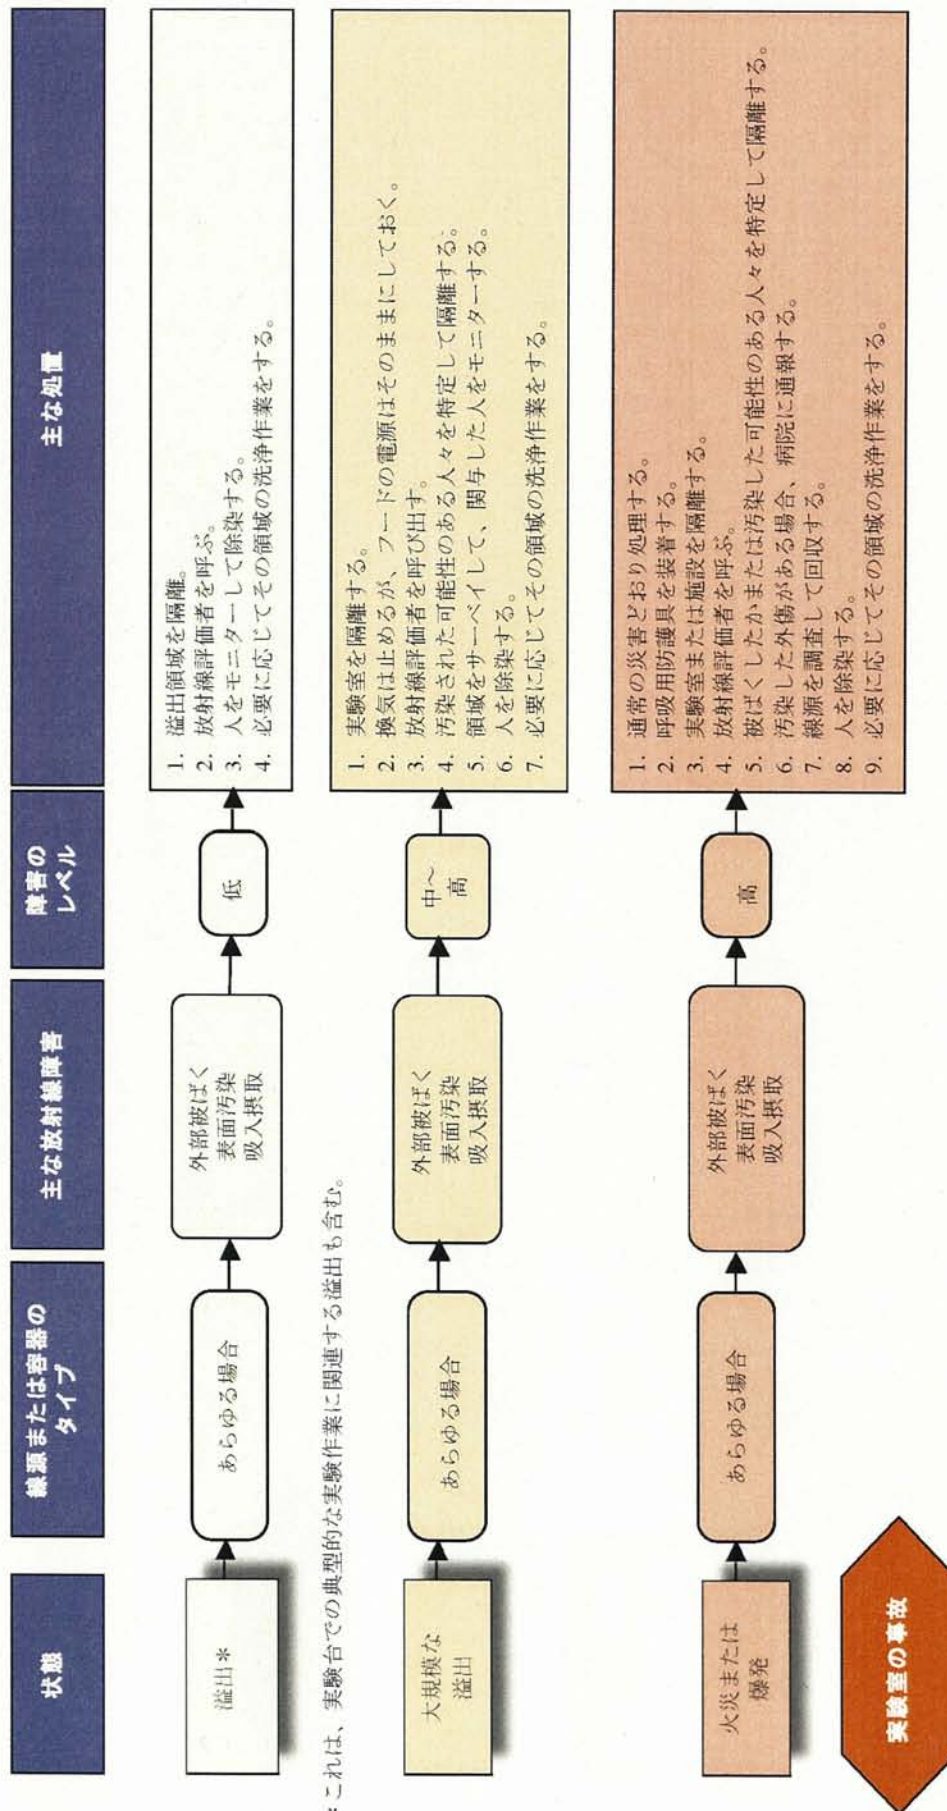 状態
線源または容器の
タイプ
主な放射線障害
障害の
レベル
主な処置
溢出*
あらゆる場合
外部被ばく
表面汚染
吸入摂取
低
1. 溢出領域を隔離。
2. 放射線評価者を呼ぶ。
3. 人をモニターして除染する。
4. 必要に応じてその領域の洗浄作業をする。
*これは、実験台での典型的な実験作業に関連する溢出も含む。
大規模な
溢出
あらゆる場合
外部被ばく
表面汚染
吸入摂取
中〜
高
1. 実験室を隔離する。
2. 換気は止めるが、フードの電源はそのままにしておく。
3. 放射線評価者を呼び出す。
4. 汚染された可能性のある人々を特定して隔離する。
5. 領域をサーベイして、関与した人をモニターする。
6. 人を除染する。
7. 必要に応じてその領域の洗浄作業をする。
火災または
爆発
あらゆる場合
外部被ばく
表面汚染
吸入摂取
高
1. 通常の災害どおり処理する。
2. 呼吸用防護具を装着する。
3. 実験室または施設を隔離する。
4. 放射線評価者を呼ぶ。
5. 被ばくしたかまたは汚染した可能性のある人々を特定して隔離する。
6. 汚染した外傷がある場合、病院に通報する。
7. 線源を調査して回収する。
8. 人を除染する。
9. 必要に応じてその領域の洗浄作業をする。
実験室の事故